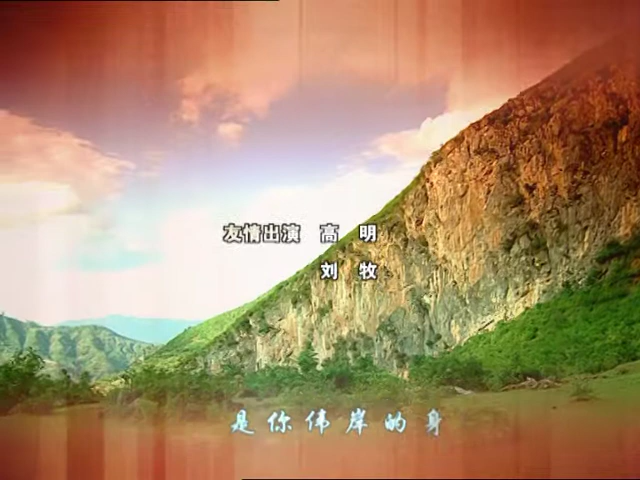 友情出演 高 明
刘 牧
是你伟岸的身